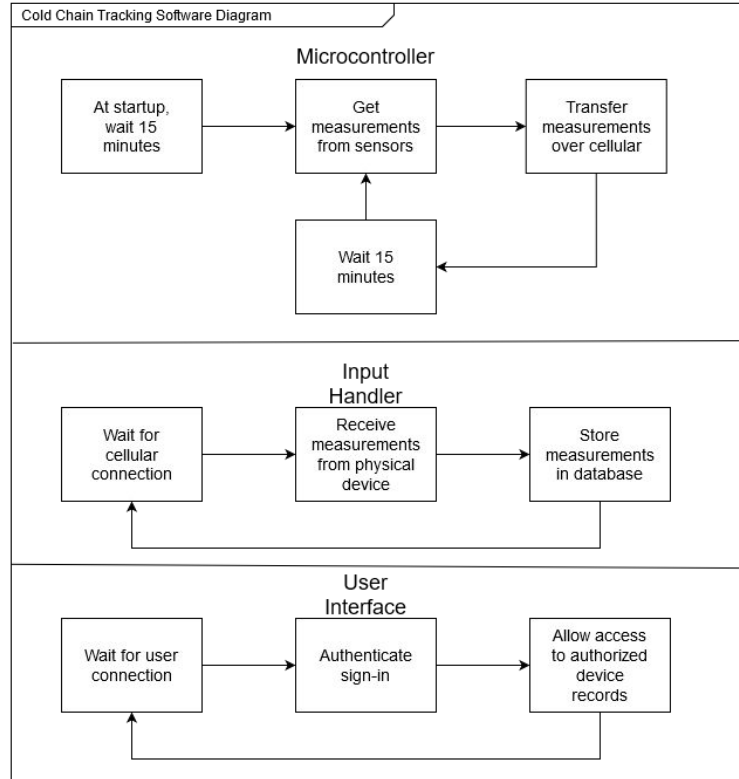 Cold Chain Tracking Software Diagram
Microcontroller
At startup,
wait 15
minutes
Get
measurements
from sensors
Transfer
measurements
over cellular
Wait 15
minutes
Input
Handler
Wait for
cellular
connection
Receive
measurements
from physical
device
Store
measurements
in database
User
Interface
Wait for user
connection
Authenticate
sign-in
Allow access
to authorized
device
records